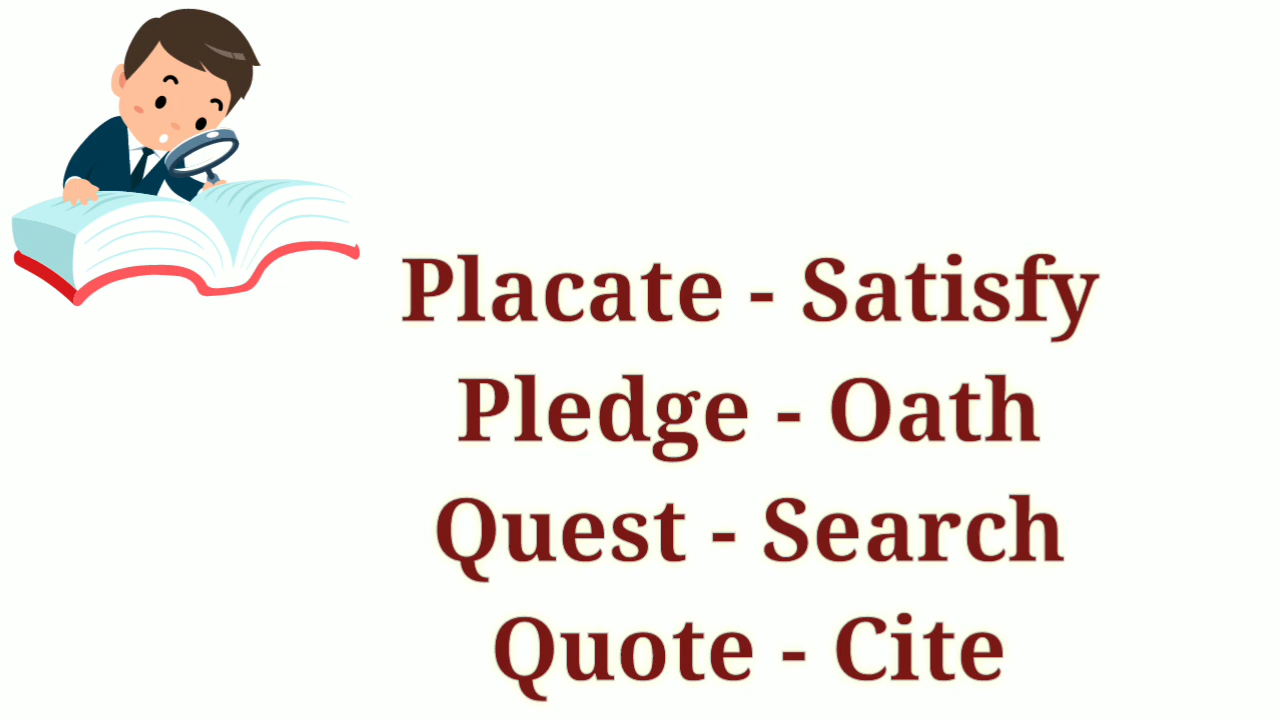 Placate - Satisfy
Pledge - Oath
Quest - Search
Quote - Cite